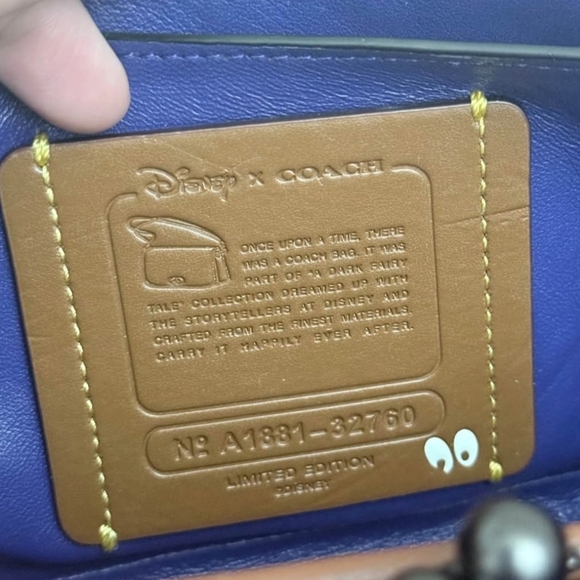 Disney x COACH
ONCE UPON A TIME, THERE
WAS A COACH BAG. IT WAS
PART OF "A DARK FAIRY
TALE" COLLECTION DREAMED UP WITH
THE STORYTELLERS AT DISNEY AND
CRAFTED FROM THE FINEST MATERIALS.
CARRY IT HAPPILY EVER AFTER.
Nº A1881-32760
LIMITED EDITION
©DISNEY